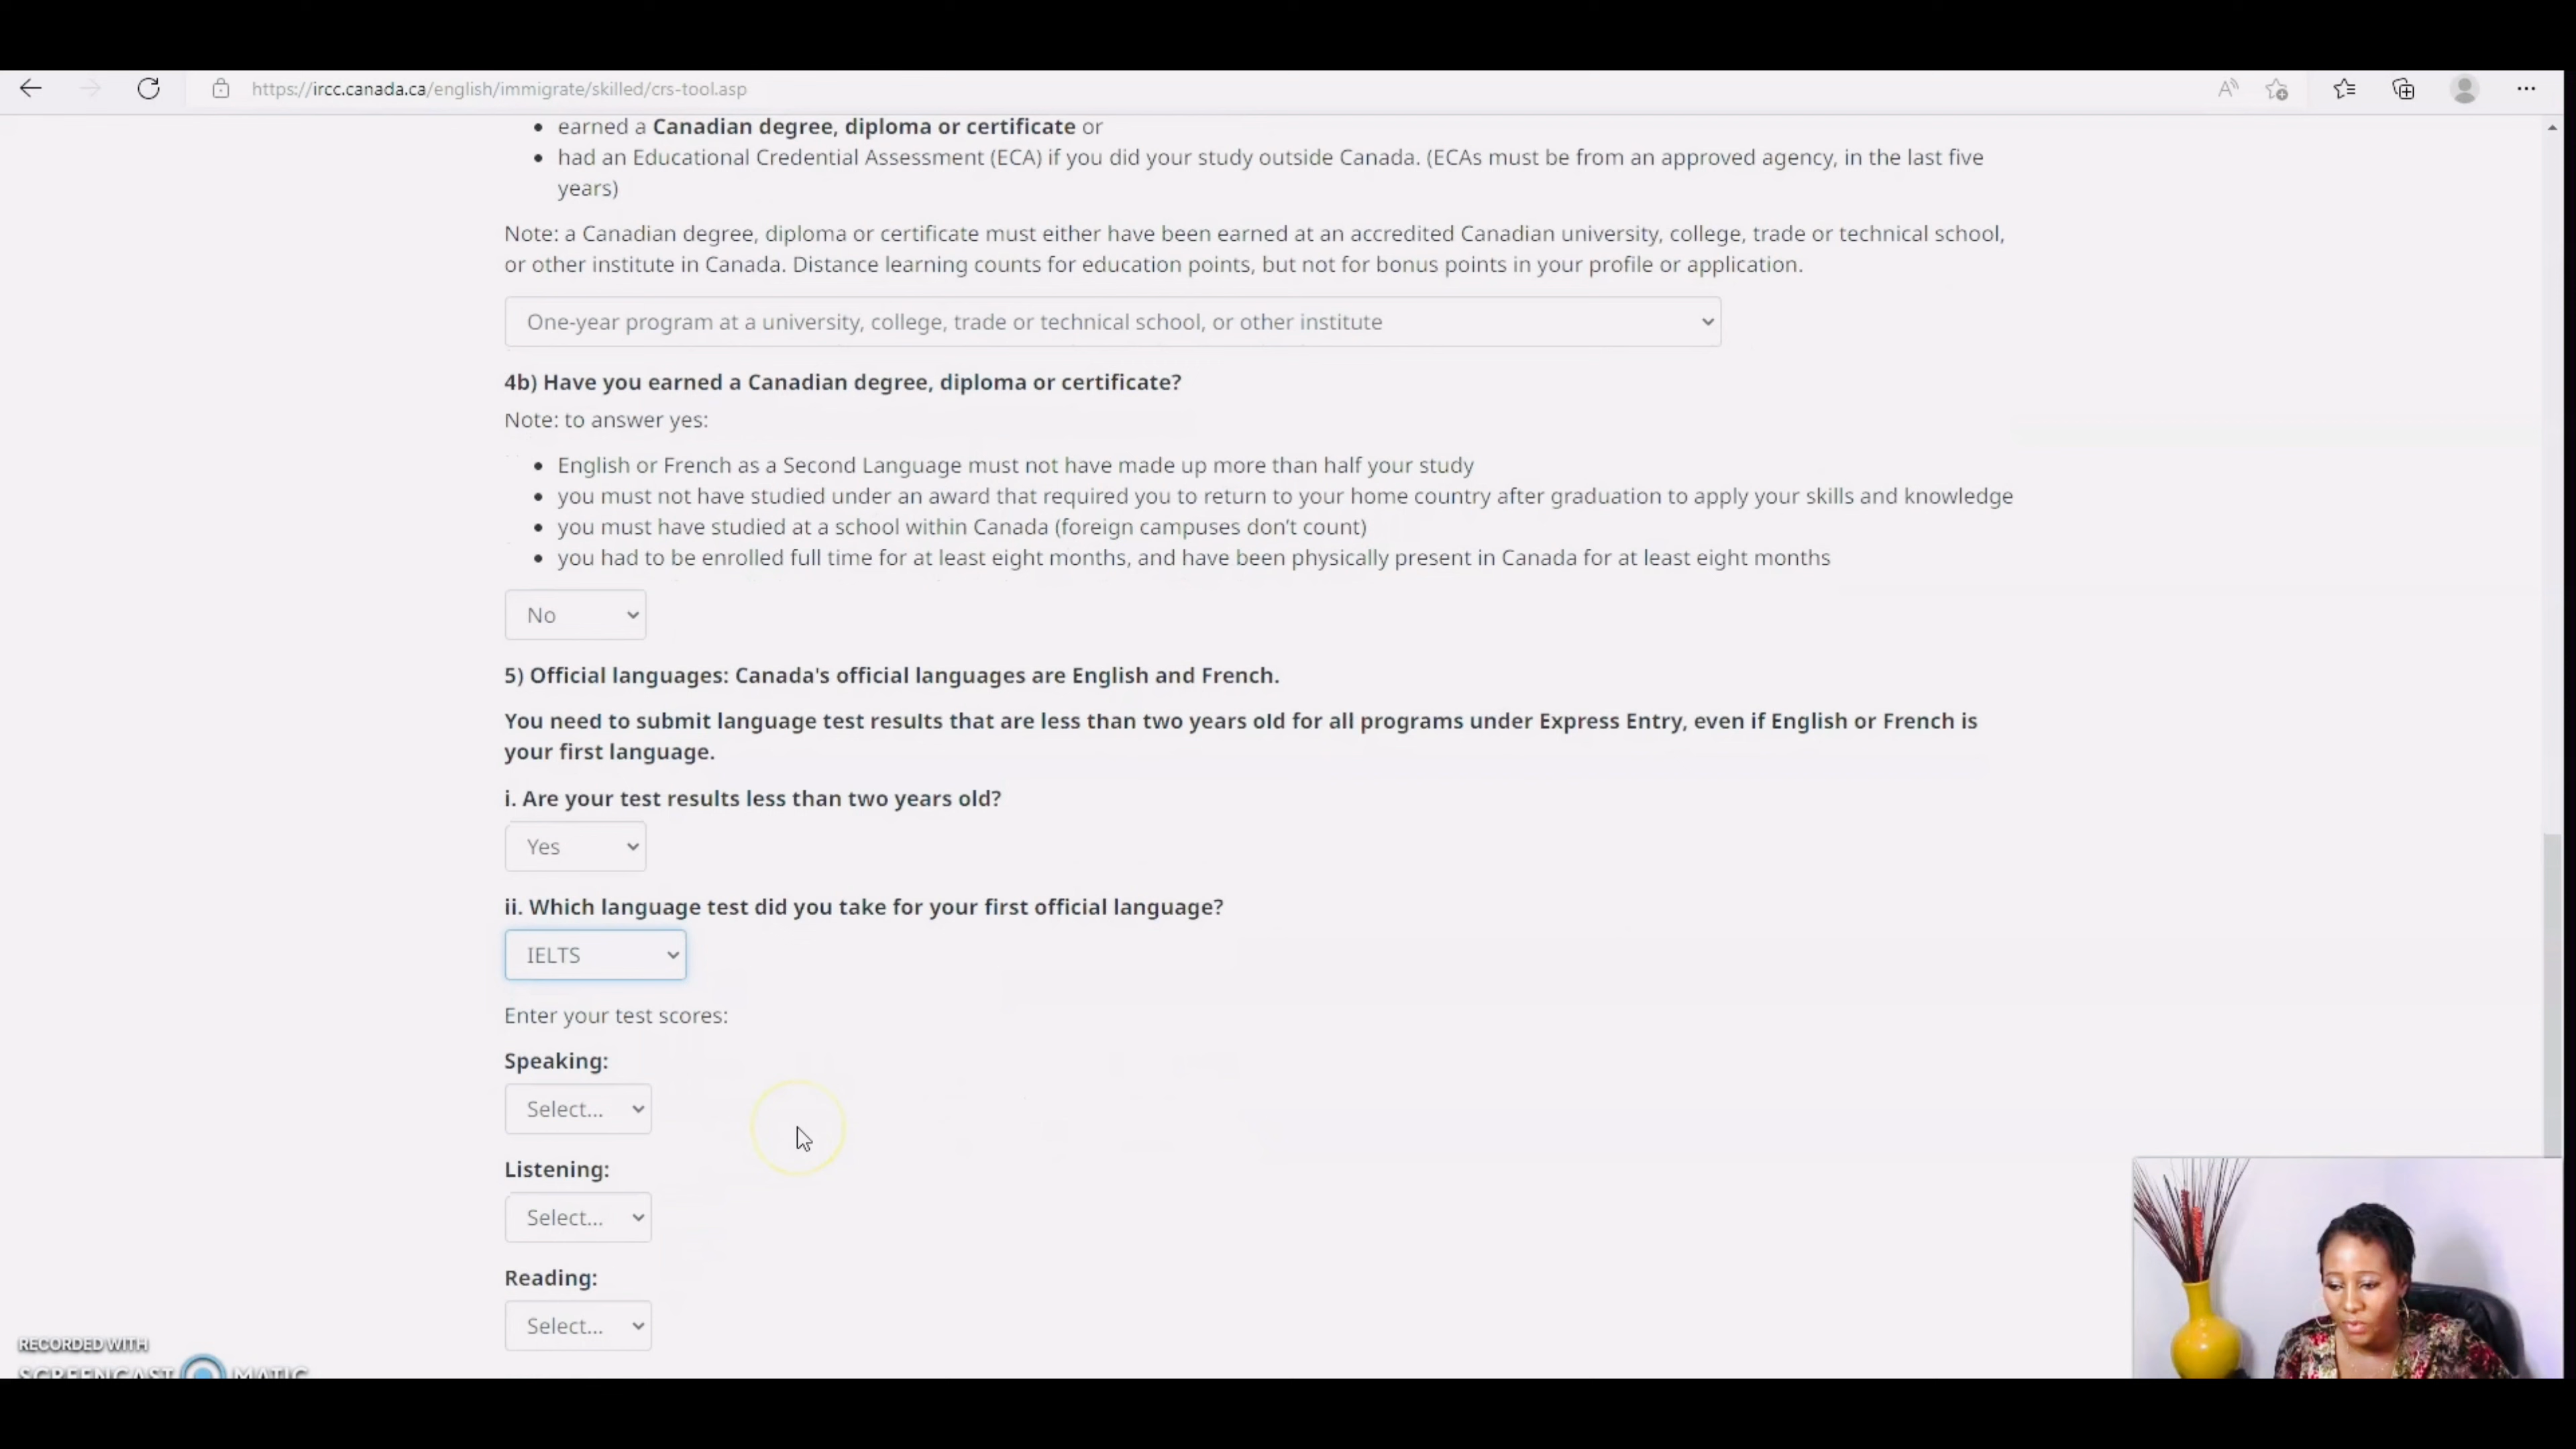 https://ircc.canada.ca/english/immigrate/skilled/crs-tool.asp
earned a Canadian degree, diploma or certificate or
had an Educational Credential Assessment (ECA) if you did your study outside Canada. (ECAs must be from an approved agency, in the last five
years)
Note: a Canadian degree, diploma or certificate must either have been earned at an accredited Canadian university, college, trade or technical school,
or other institute in Canada. Distance learning counts for education points, but not for bonus points in your profile or application.
One-year program at a university, college, trade or technical school, or other institute
4b) Have you earned a Canadian degree, diploma or certificate?
Note: to answer yes:
English or French as a Second Language must not have made up more than half your study
you must not have studied under an award that required you to return to your home country after graduation to apply your skills and knowledge
you must have studied at a school within Canada (foreign campuses don't count)
you had to be enrolled full time for at least eight months, and have been physically present in Canada for at least eight months
No
5) Official languages: Canada's official languages are English and French.
You need to submit language test results that are less than two years old for all programs under Express Entry, even if English or French is
your first language.
i. Are your test results less than two years old?
Yes
ii. Which language test did you take for your first official language?
IELTS
Enter your test scores:
Speaking:
Select...
Listening:
Select...
Reading:
Select...
RECORDED WITH
SCREENCAST MATIC